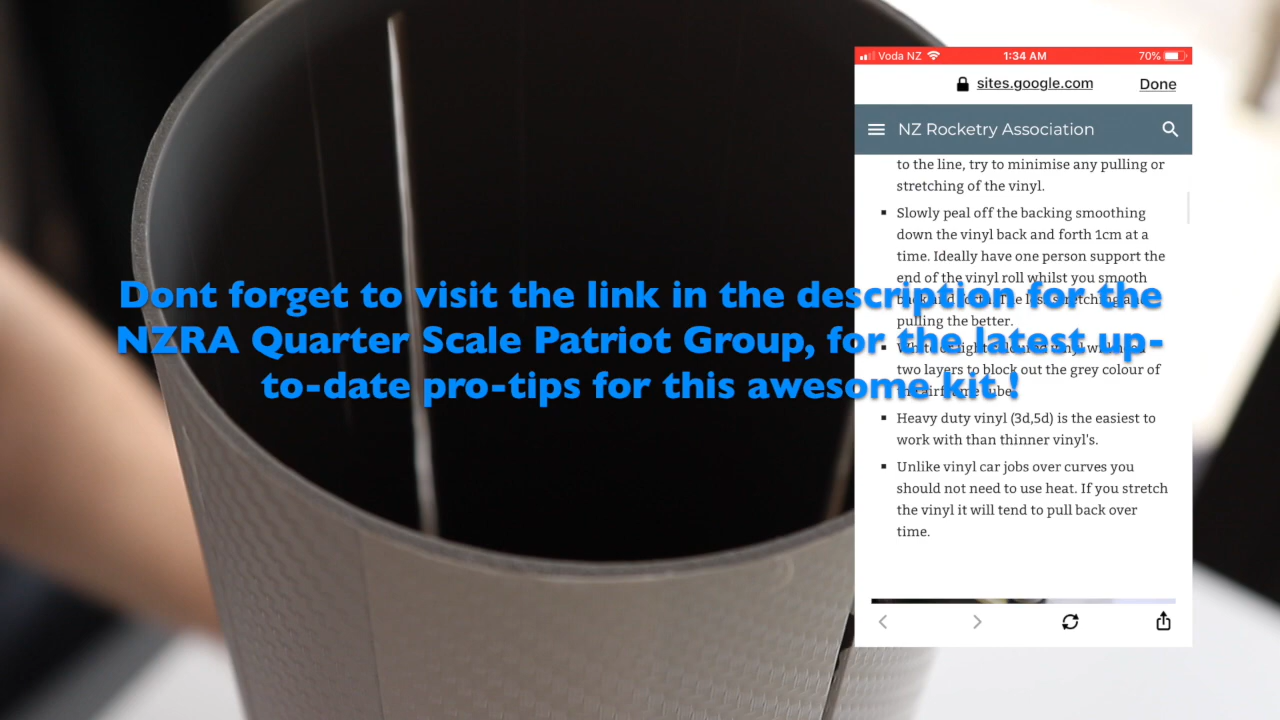 Voda NZ
1:34 AM
70%
sites.google.com
Done
NZ Rocketry Association
to the line, try to minimise any pulling or
stretching of the vinyl.
Slowly peal off the backing smoothing
down the vinyl back and forth 1cm at a
time. Ideally have one person support the
end of the vinyl roll whilst you smooth
back and forth. The less stretching and
pulling the better.
two layers to block out the grey colour of
Heavy duty vinyl (3d,5d) is the easiest to
work with than thinner vinyl's.
Unlike vinyl car jobs over curves you
should not need to use heat. If you stretch
the vinyl it will tend to pull back over
time.
Dont forget to visit the link in the description for the
NZRA Quarter Scale Patriot Group, for the latest up-
to-date pro-tips for this awesome kit !